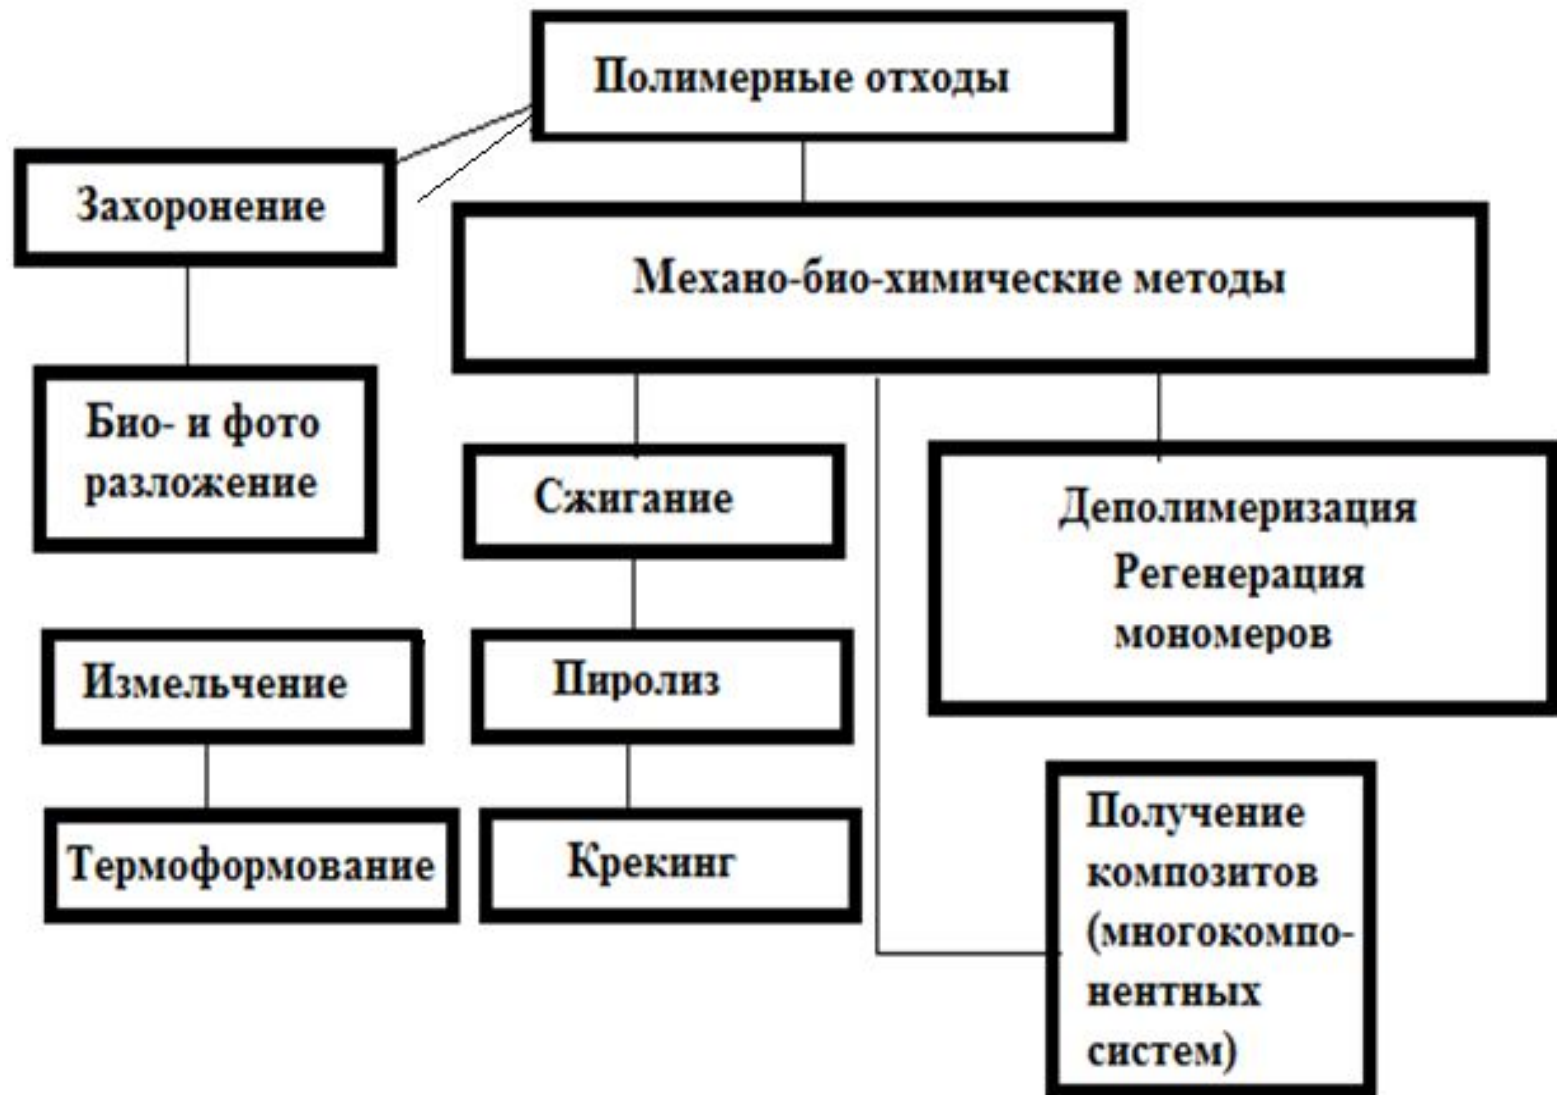 Полимерные отходы
Захоронение
Механо-био-химические методы
Био- и фото
разложение
Сжигание
Деполимеризация
Регенерация
мономеров
Измельчение
Пиролиз
Термоформование
Крекинг
Получение
композитов
(многокомпо-
нентных
систем)